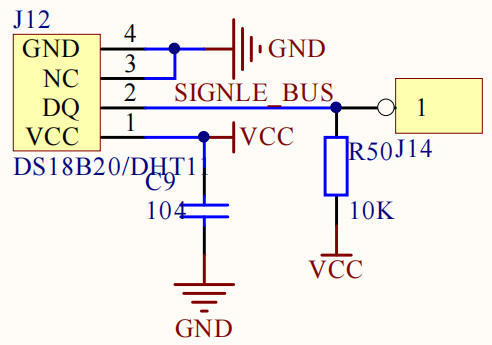 J12
GND 4 GND
NC 3
DQ 2 SIGNLE_BUS 1
VCC 1 VCC
DS18B20/DHT11 R50 J14
C9
104 10K
VCC
GND